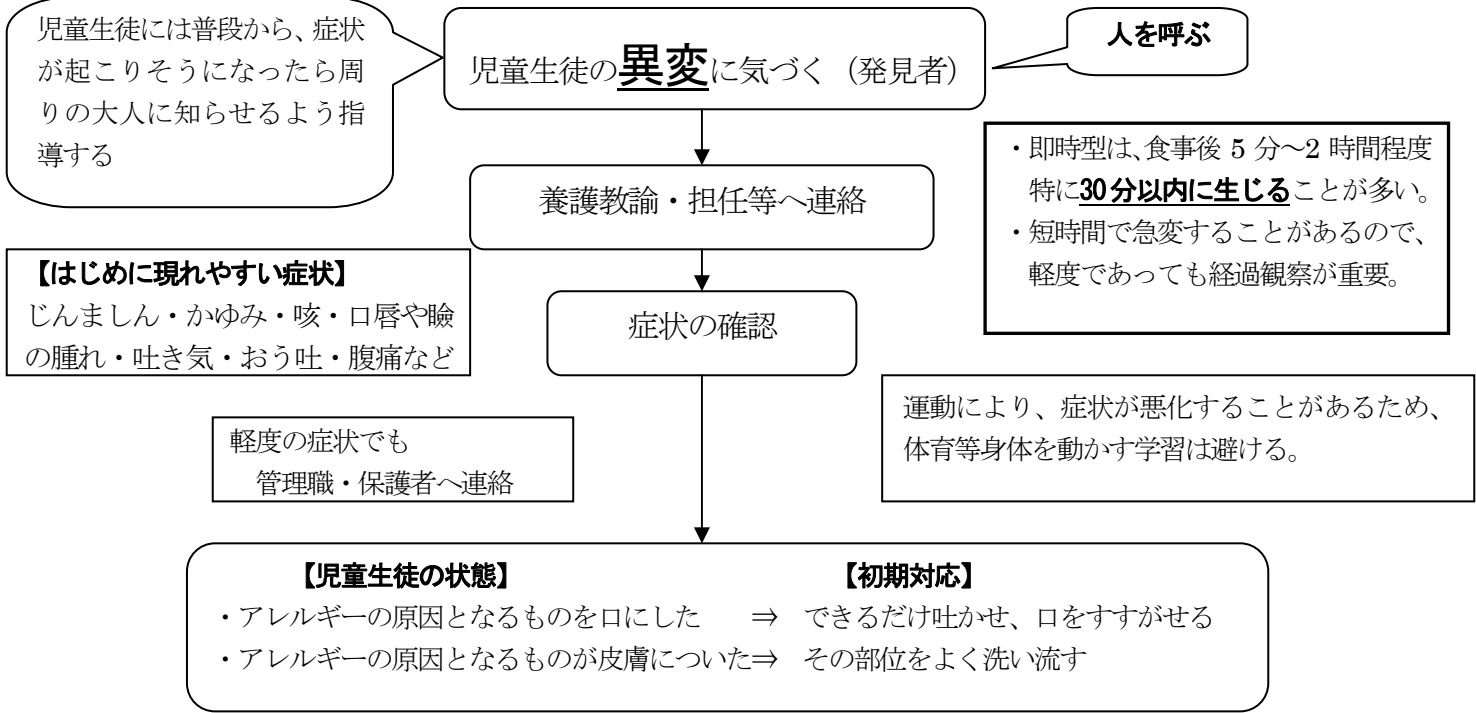 児童生徒には普段から、症状
が起こりそうになったら周
りの大人に知らせるよう指
導する
児童生徒の異変に気づく（発見者）
人を呼ぶ
養護教諭・担任等へ連絡
・即時型は、食事後 5 分～2 時間程度
特に30分以内に生じることが多い。
・短時間で急変することがあるので、
軽度であっても経過観察が重要。
【はじめに現れやすい症状】
じんましん・かゆみ・咳・口唇や瞼
の腫れ・吐き気・おう吐・腹痛など
症状の確認
運動により、症状が悪化することがあるため、
体育等身体を動かす学習は避ける。
軽度の症状でも
管理職・保護者へ連絡
【児童生徒の状態】 【初期対応】
・アレルギーの原因となるものを口にした ⇒ できるだけ吐かせ、口をすすがせる
・アレルギーの原因となるものが皮膚についた⇒ その部位をよく洗い流す